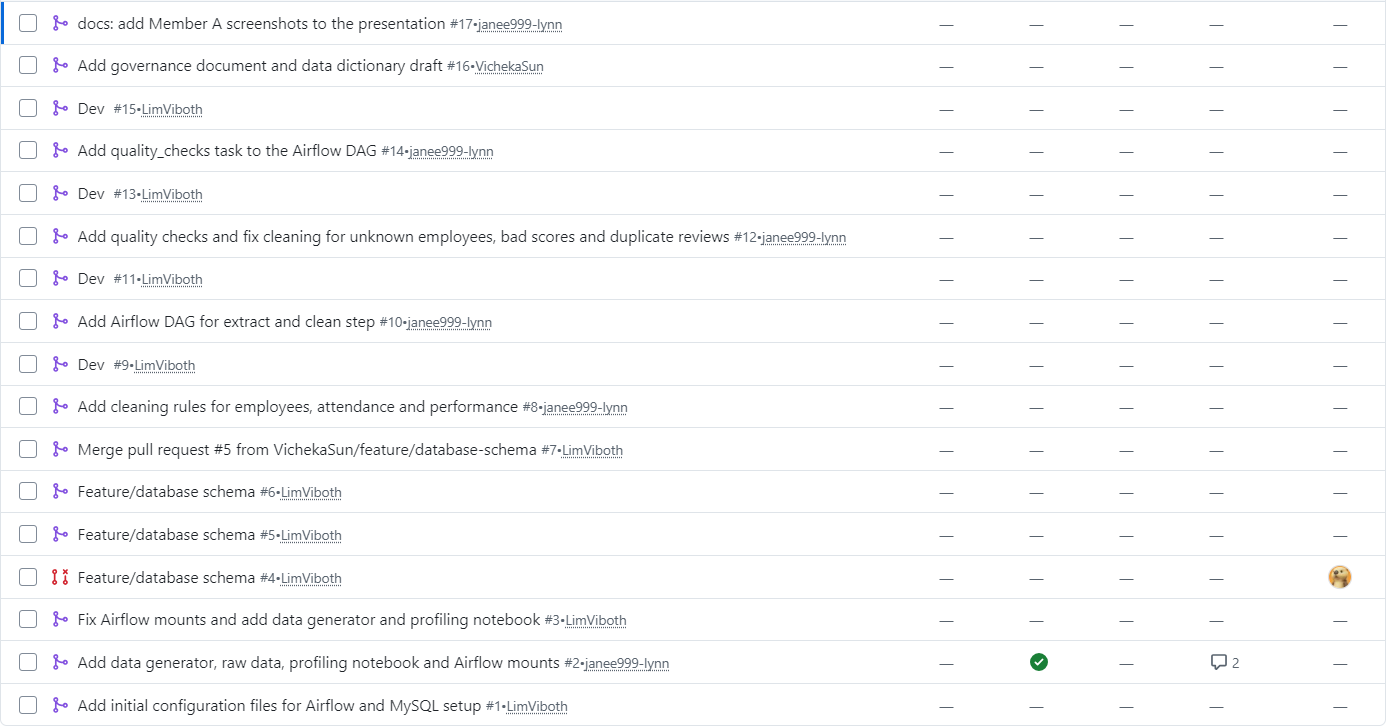 docs: add Member A screenshots to the presentation #17•janee999-lynn — — — — —
Add governance document and data dictionary draft #16•VichekaSun — — — — —
Dev #15•LimViboth — — — — —
Add quality_checks task to the Airflow DAG #14•janee999-lynn — — — — —
Dev #13•LimViboth — — — — —
Add quality checks and fix cleaning for unknown employees, bad scores and duplicate reviews #12•janee999-lynn — — — — —
Dev #11•LimViboth — — — — —
Add Airflow DAG for extract and clean step #10•janee999-lynn — — — — —
Dev #9•LimViboth — — — — —
Add cleaning rules for employees, attendance and performance #8•janee999-lynn — — — — —
Merge pull request #5 from VichekaSun/feature/database-schema #7•LimViboth — — — — —
Feature/database schema #6•LimViboth — — — — —
Feature/database schema #5•LimViboth — — — — —
Feature/database schema #4•LimViboth — — — —
Fix Airflow mounts and add data generator and profiling notebook #3•LimViboth — — — — —
Add data generator, raw data, profiling notebook and Airflow mounts #2•janee999-lynn — — 2 —
Add initial configuration files for Airflow and MySQL setup #1•LimViboth — — — — —